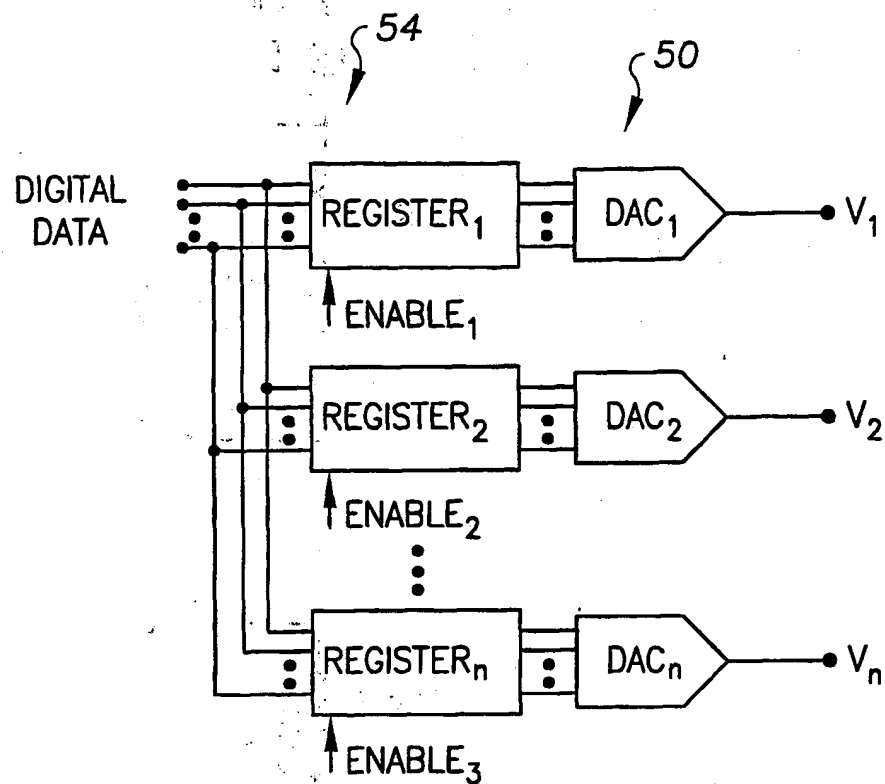 54
50
DIGITAL
DATA
REGISTER₁
DAC₁
V₁
ENABLE₁
REGISTER₂
DAC₂
V₂
ENABLE₂
REGISTERₙ
DACₙ
Vₙ
ENABLE₃